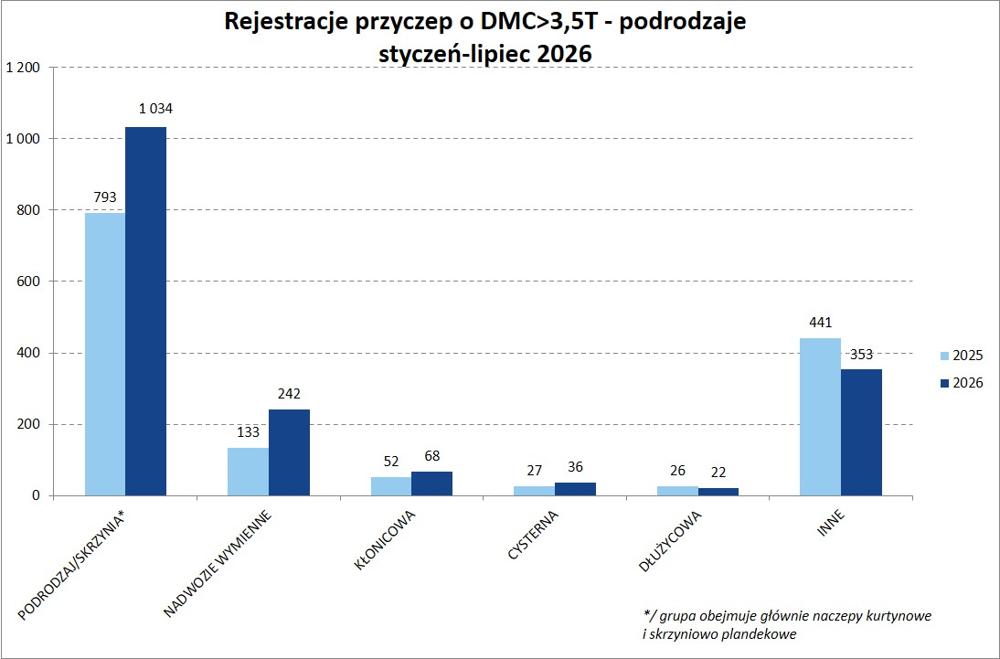 Rejestracje przyczep o DMC>3,5T - podrodzaje
styczeń-lipiec 2026
1 200
1 000
800
600
400
200
0
793
1 034
133
242
52
68
27
36
26
22
441
353
PODRODZAJ/SKRZYNIA*
NADWOZIE WYMIENNE
KŁONICOWA
CYSTERNA
DŁUŻYCOWA
INNE
2025
2026
*/ grupa obejmuje głównie naczepy kurtynowe
i skrzyniowo plandekowe